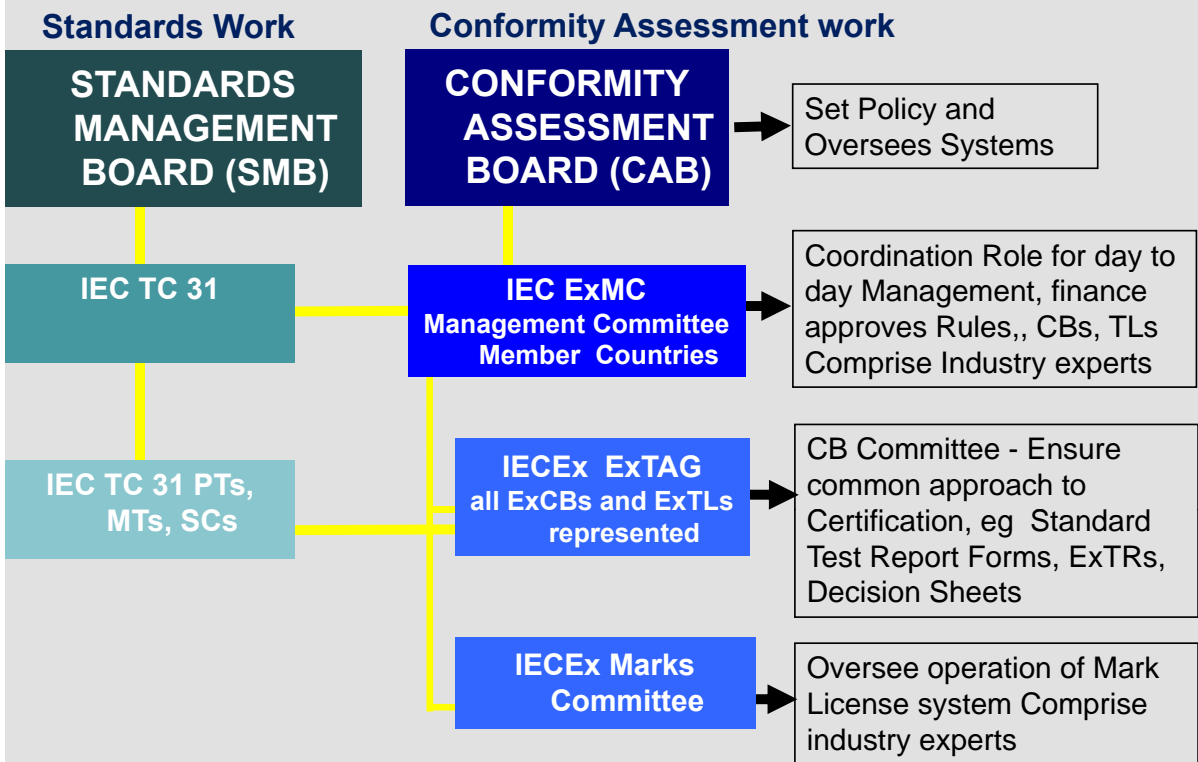 Standards Work
Conformity Assessment work
STANDARDS
MANAGEMENT
BOARD (SMB)
CONFORMITY
ASSESSMENT
BOARD (CAB)
Set Policy and
Oversees Systems
IEC TC 31
IEC ExMC
Management Committee
Member Countries
Coordination Role for day to
day Management, finance
approves Rules,, CBs, TLs
Comprise Industry experts
IEC TC 31 PTs,
MTs, SCs
IECEx ExTAG
all ExCBs and ExTLs
represented
CB Committee - Ensure
common approach to
Certification, eg Standard
Test Report Forms, ExTRs,
Decision Sheets
IECEx Marks
Committee
Oversee operation of Mark
License system Comprise
industry experts